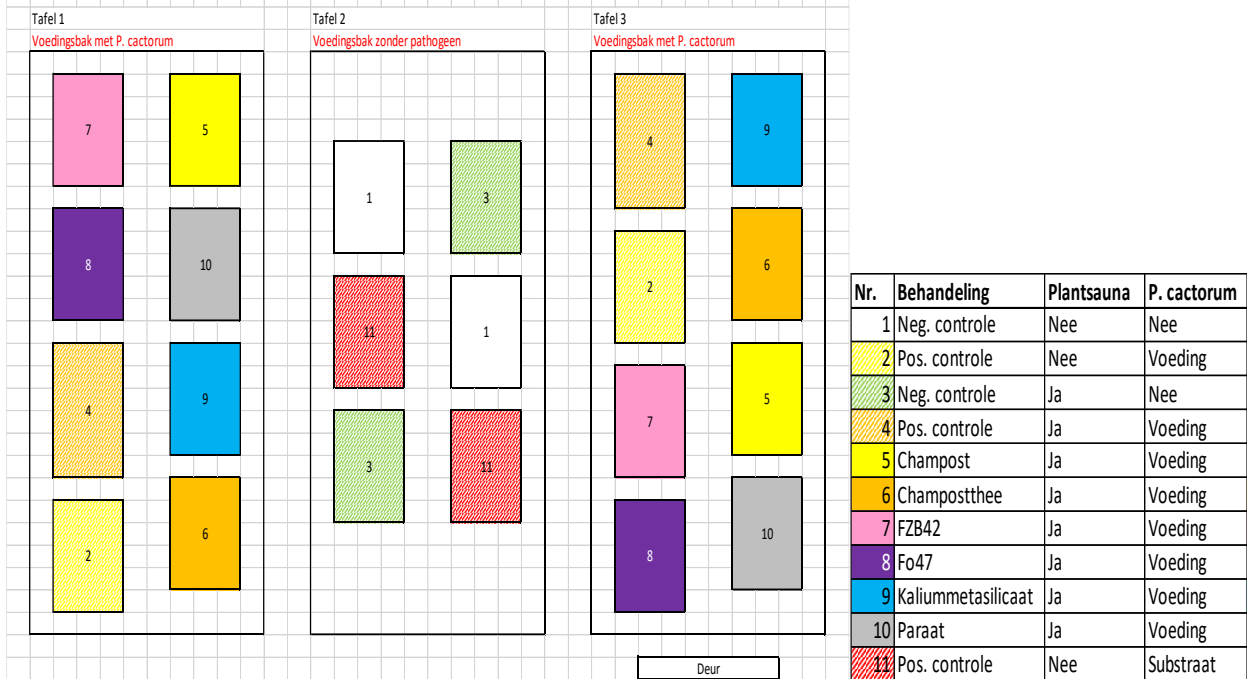 Tafel 1
Voedingsbak met P. cactorum
7 5
8 10
4 9
2 6
Tafel 2
Voedingsbak zonder pathogeen
1 3
11 1
3 11
Tafel 3
Voedingsbak met P. cactorum
4 9
2 6
7 5
8 10
Deur
Nr. Behandeling Plantsauna P. cactorum
1 Neg. controle Nee Nee
2 Pos. controle Nee Voeding
3 Neg. controle Ja Nee
4 Pos. controle Ja Voeding
5 Champost Ja Voeding
6 Champostthee Ja Voeding
7 FZB42 Ja Voeding
8 Fo47 Ja Voeding
9 Kaliummetasilicaat Ja Voeding
10 Paraat Ja Voeding
11 Pos. controle Nee Substraat